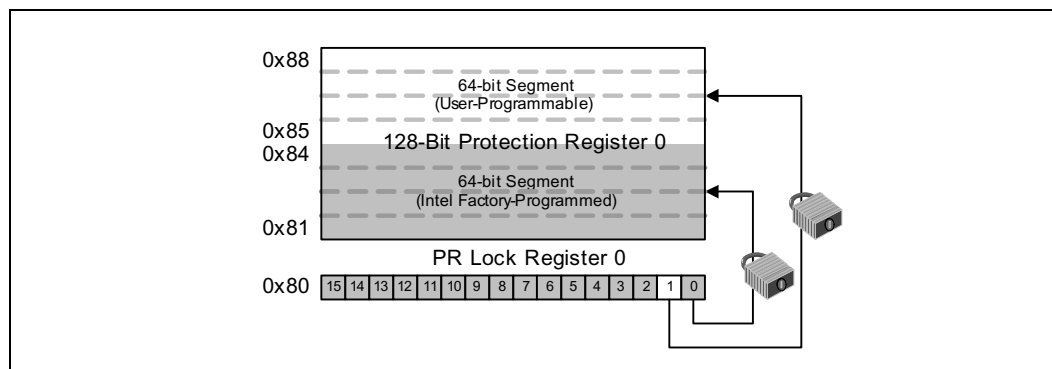 0x88
64-bit Segment
(User-Programmable)
0x85
128-Bit Protection Register 0
0x84
64-bit Segment
(Intel Factory-Programmed)
0x81
PR Lock Register 0
0x80 15 14 13 12 11 10 9 8 7 6 5 4 3 2 1 0